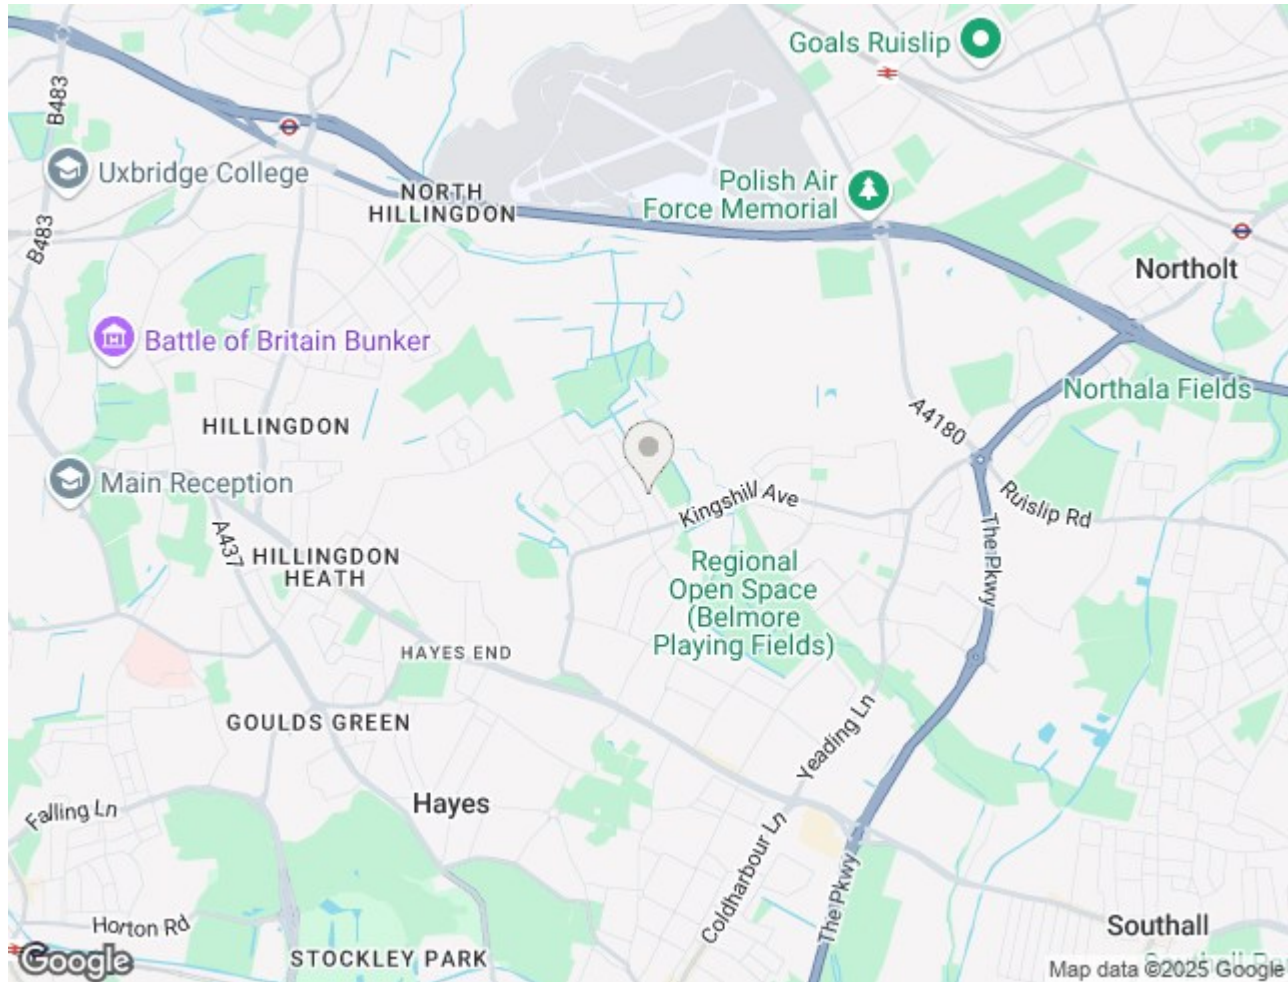 Goals Ruislip
B483
Uxbridge College
NORTH
HILLINGDON
Polish Air
Force Memorial
B483
Northolt
Battle of Britain Bunker
Northala Fields
HILLINGDON
A4180
Main Reception
Kingshill Ave
Ruislip Rd
A437
The Pkwy
HILLINGDON
HEATH
Regional
Open Space
(Belmore
Playing Fields)
HAYES END
GOULDS GREEN
Yeading Ln
Falling Ln
Hayes
Coldharbour Ln
The Pkwy
Horton Rd
Southall
STOCKLEY PARK
Google
Map data ©2025 Google